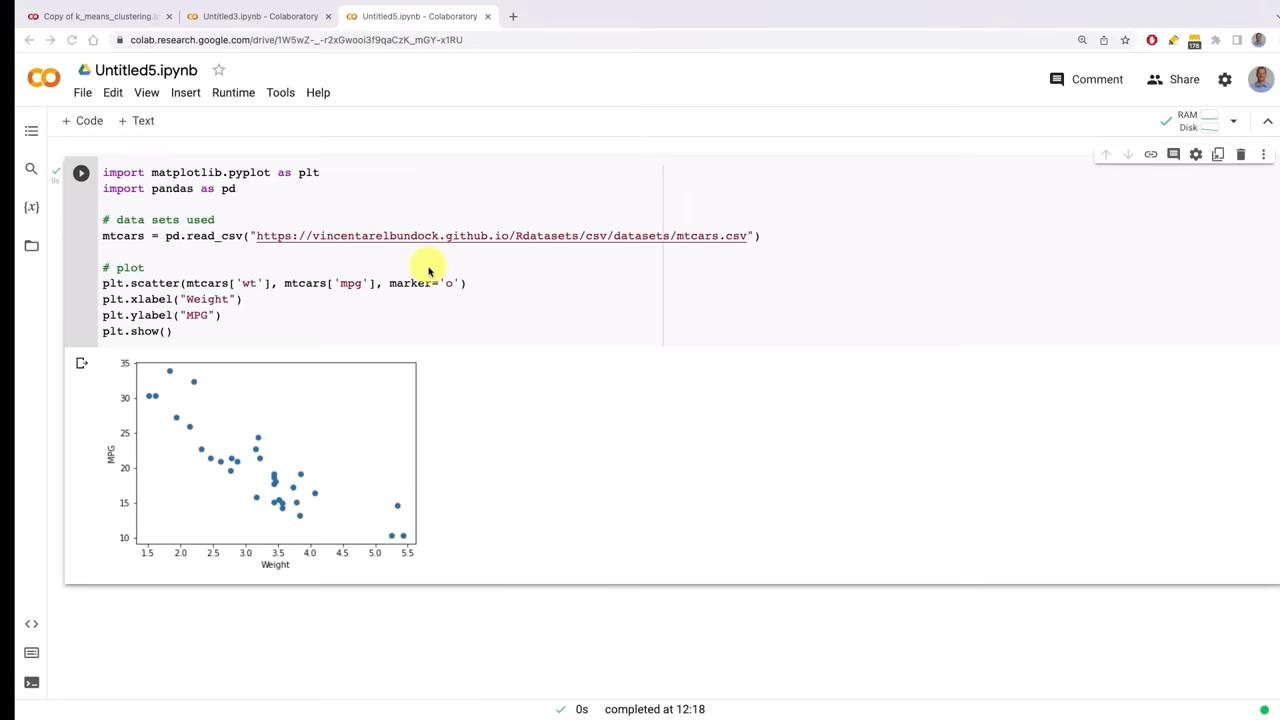 Copy of k_means_clustering.i
Untitled3.ipynb - Colaboratory
Untitled5.ipynb - Colaboratory
colab.research.google.com/drive/1W5wZ-_-r2xGwooi3f9qaCzK_mGY-x1RU
178
Untitled5.ipynb
File Edit View Insert Runtime Tools Help
Comment
Share
+ Code + Text
RAM
Disk
{x}
0s
import matplotlib.pyplot as plt
import pandas as pd
# data sets used
mtcars = pd.read_csv("https://vincentarelbundock.github.io/Rdatasets/csv/datasets/mtcars.csv")
# plot
plt.scatter(mtcars['wt'], mtcars['mpg'], marker='o')
plt.xlabel("Weight")
plt.ylabel("MPG")
plt.show()
35
30
25
20
15
10
MPG
1.5 2.0 2.5 3.0 3.5 4.0 4.5 5.0 5.5
Weight
0s completed at 12:18